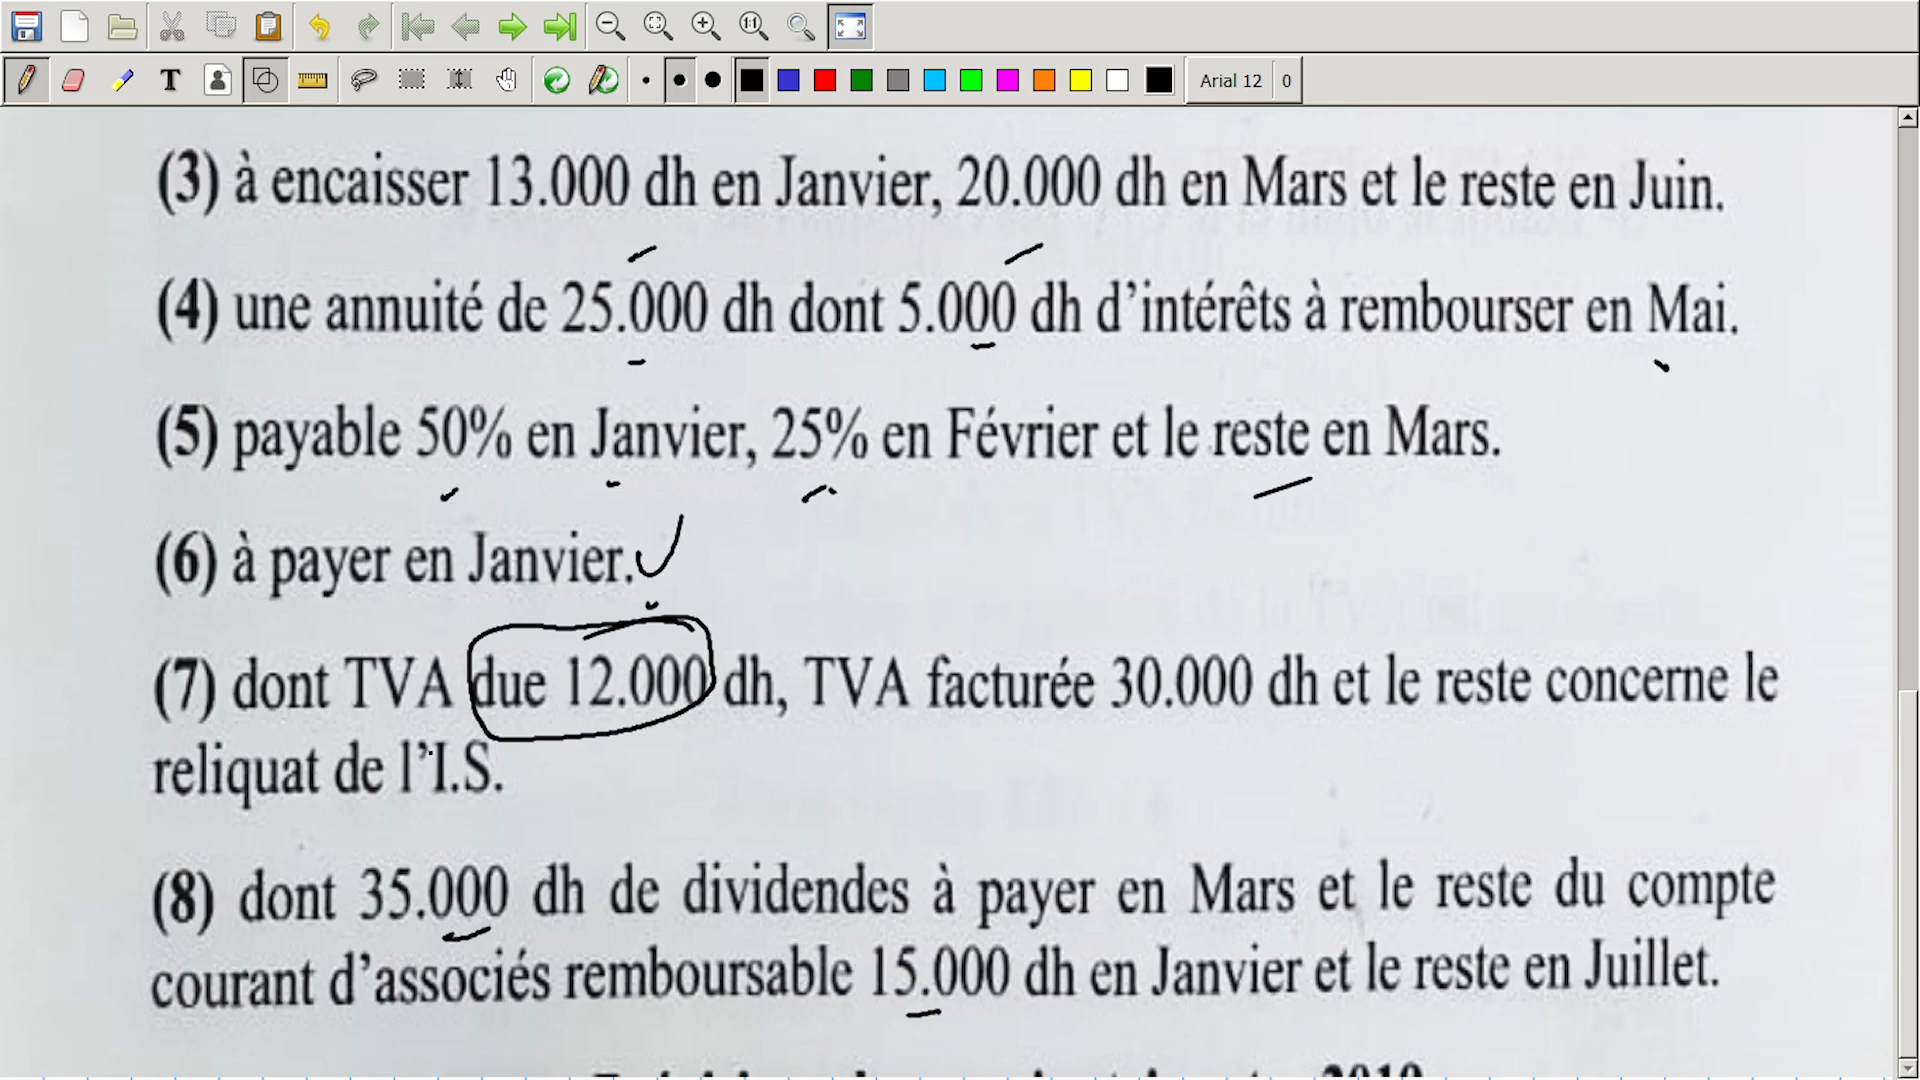 T
1:1
Arial 12 0
(3) à encaisser 13.000 dh en Janvier, 20.000 dh en Mars et le reste en Juin.
(4) une annuité de 25.000 dh dont 5.000 dh d'intérêts à rembourser en Mai.
(5) payable 50% en Janvier, 25% en Février et le reste en Mars.
(6) à payer en Janvier.
(7) dont TVA due 12.000 dh, TVA facturée 30.000 dh et le reste concerne le
reliquat de l'I.S.
(8) dont 35.000 dh de dividendes à payer en Mars et le reste du compte
courant d'associés remboursable 15.000 dh en Janvier et le reste en Juillet.